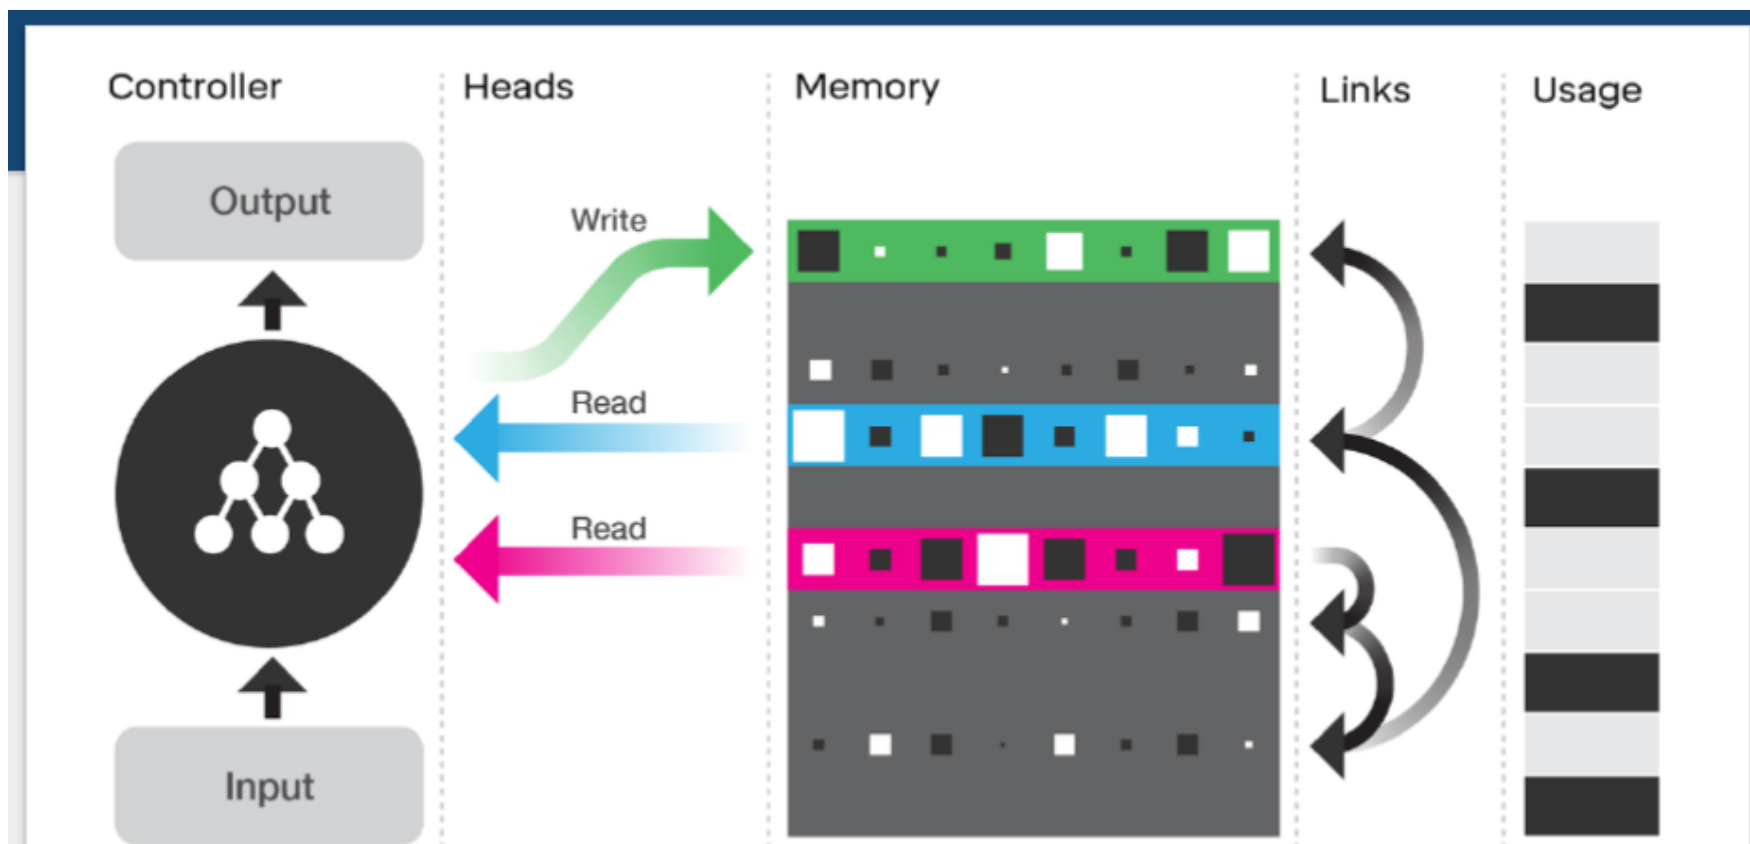 Controller
Heads
Memory
Links
Usage
Output
Write
Read
Read
Input